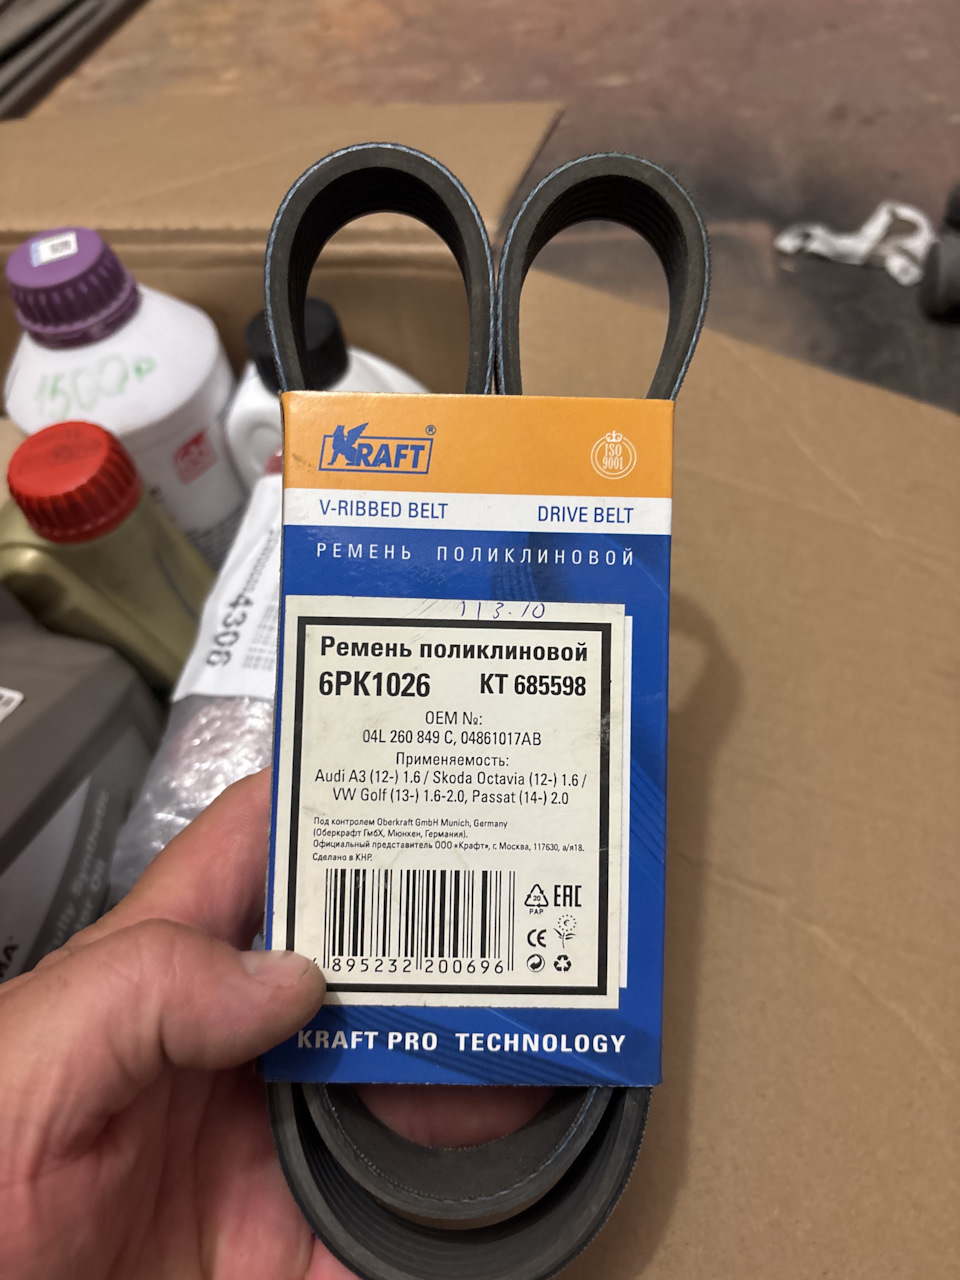 1500р
4306
KRAFT®
ISO
9001
V-RIBBED BELT DRIVE BELT
РЕМЕНЬ ПОЛИКЛИНОВОЙ
113.10
Ремень поликлиновой
6PK1026 KT 685598
OEM №:
04L 260 849 C, 04861017AB
Применяемость:
Audi A3 (12-) 1.6 / Skoda Octavia (12-) 1.6 /
VW Golf (13-) 1.6-2.0, Passat (14-) 2.0
Под контролем Oberkraft GmbH Munich, Germany
(Оберкрафт ГмбХ, Мюнхен, Германия).
Официальный представитель ООО «Крафт», г. Москва, 117630, а/я18.
Сделано в КНР.
20
PAP
EAC
CE
895232 200696
KRAFT PRO TECHNOLOGY